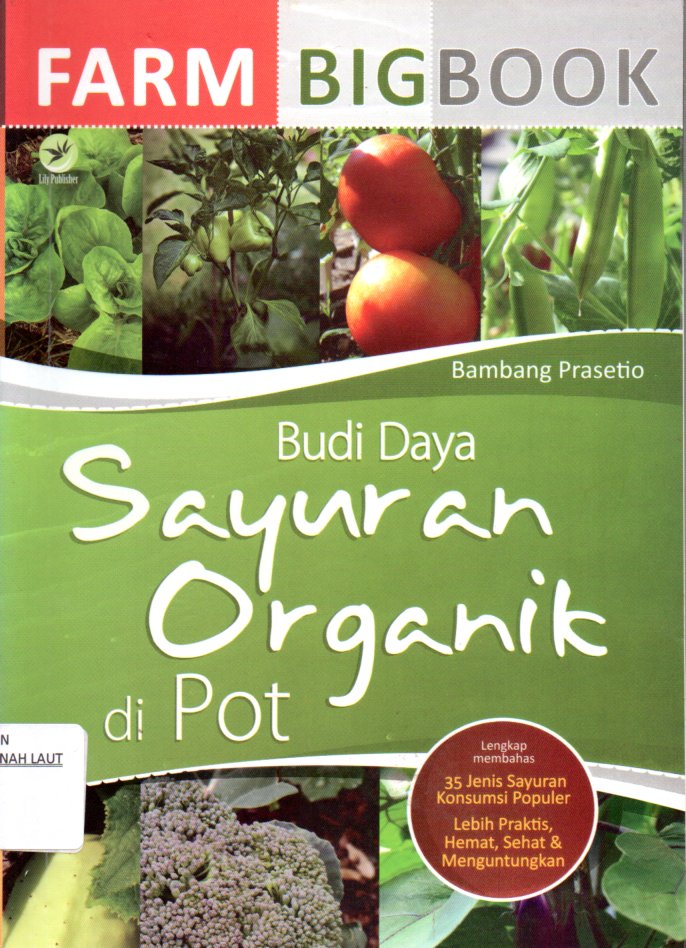 FARM BIGBOOK
Lily Publisher
Bambang Prasetio
Budi Daya
Sayuran
Organik
di Pot
N
NAH LAUT
Lengkap
membahas
35 Jenis Sayuran
Konsumsi Populer
Lebih Praktis,
Hemat, Sehat &
Menguntungkan